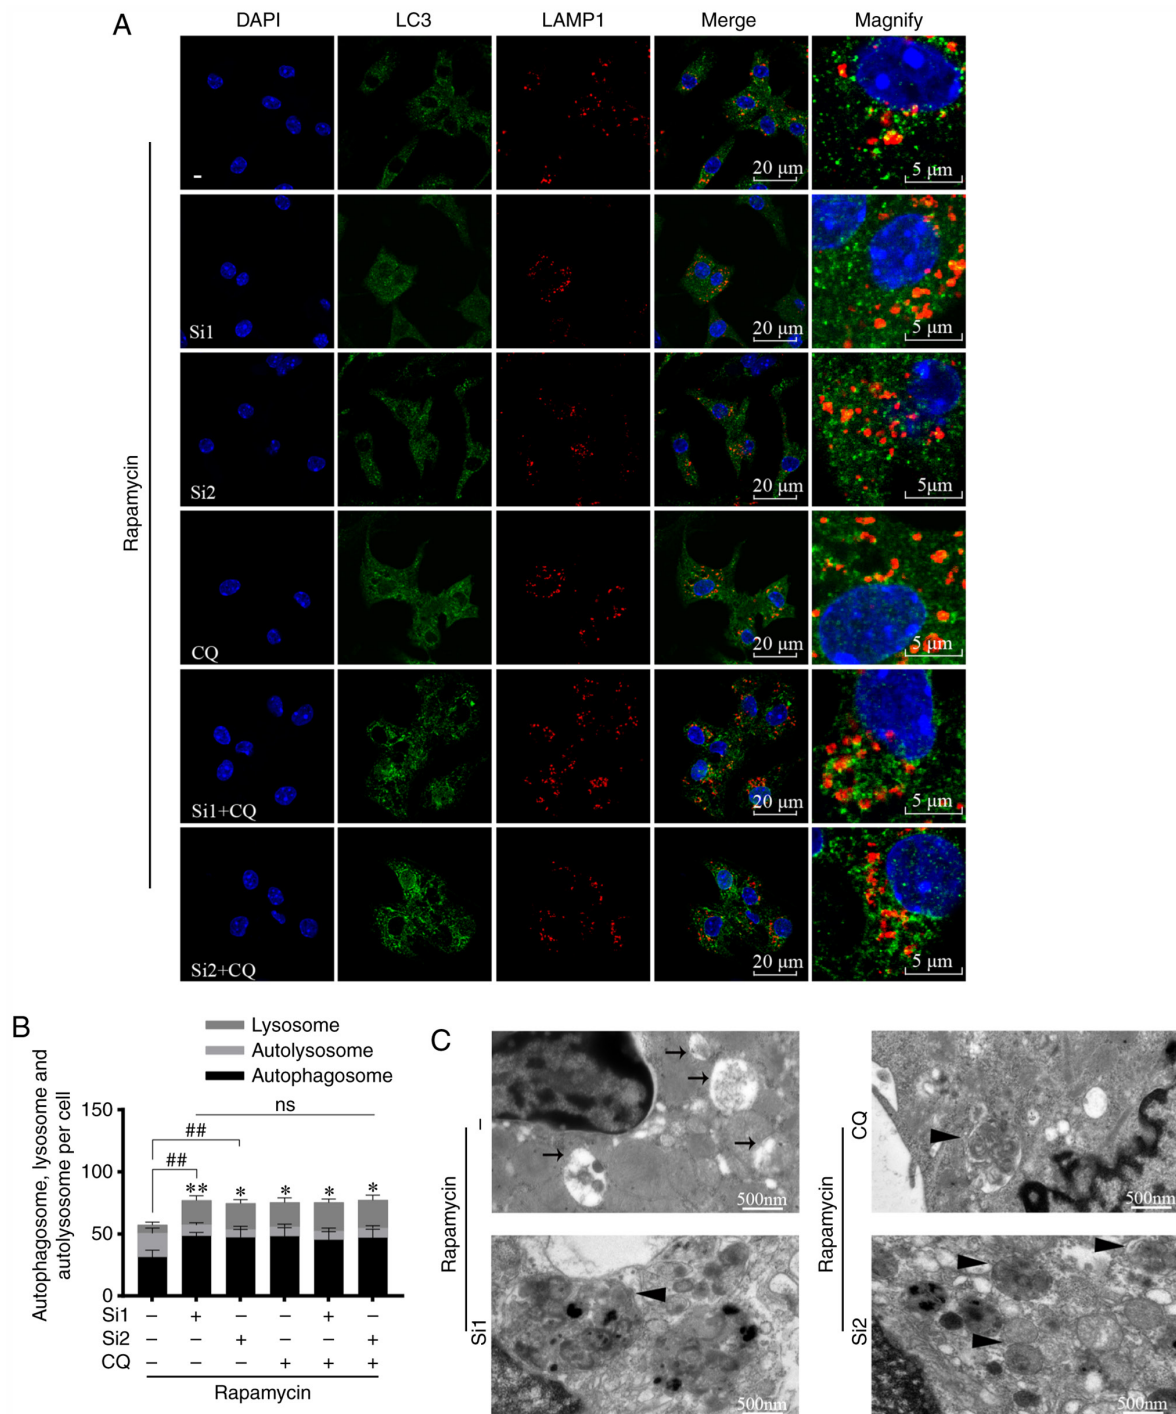 A
DAPI LC3 LAMP1 Merge Magnify
Rapamycin
–
20 µm 5 µm
Si1 20 µm 5 µm
Si2 20 µm 5µm
CQ 20 µm 5 µm
Si1+CQ 20 µm 5 µm
Si2+CQ 20 µm 5 µm
B
Lysosome
Autolysosome
Autophagosome
Autophagosome, lysosome and
autolysosome per cell
150
100
50
0
ns
##
##
** * * * *
Si1 – + – – + –
Si2 – – + – – +
CQ – – – + + +
Rapamycin
C
Rapamycin
–
500nm
Si1
500nm
Rapamycin
CQ
500nm
Si2
500nm